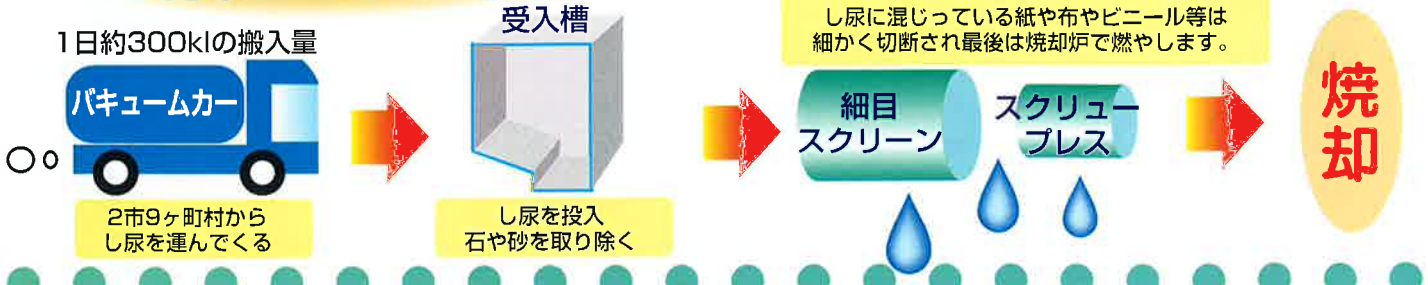 1日約300klの搬入量
バキュームカー
2市9ヶ町村から
し尿を運んでくる
受入槽
し尿を投入
石や砂を取り除く
し尿に混じっている紙や布やビニール等は
細かく切断され最後は焼却炉で燃やします。
細目
スクリーン
スクリュー
プレス
焼却